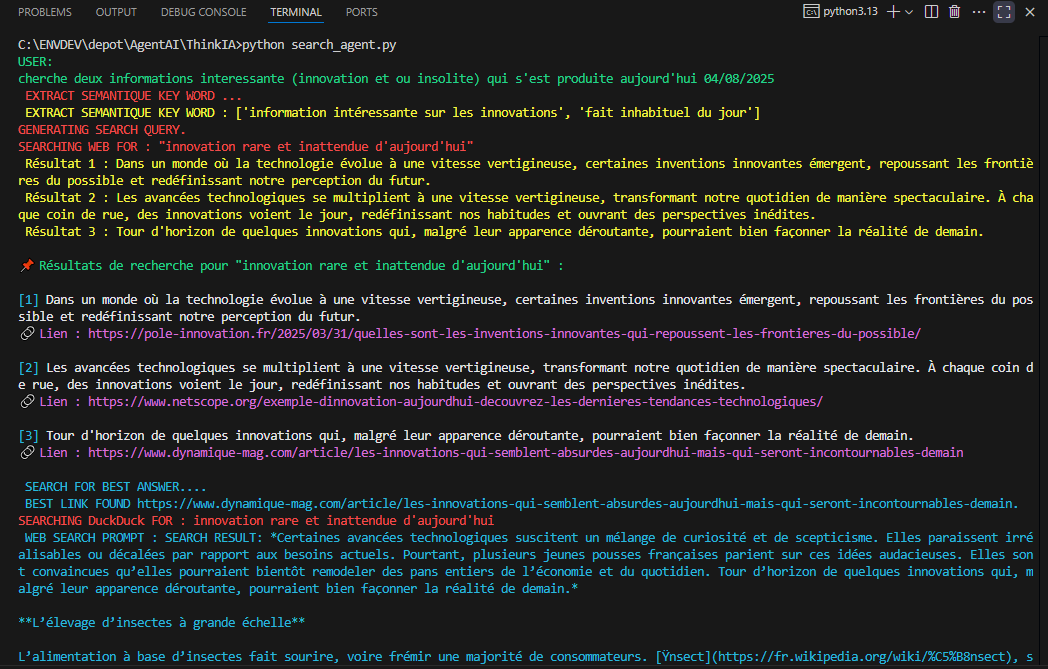 PROBLEMS OUTPUT DEBUG CONSOLE TERMINAL PORTS python3.13
C:\ENVDEV\depot\AgentAI\ThinkIA>python search_agent.py
USER:
cherche deux informations interessante (innovation et ou insolite) qui s'est produite aujourd'hui 04/08/2025
EXTRACT SEMANTIQUE KEY WORD ...
EXTRACT SEMANTIQUE KEY WORD : ['information intéressante sur les innovations', 'fait inhabituel du jour']
GENERATING SEARCH QUERY.
SEARCHING WEB FOR : "innovation rare et inattendue d'aujourd'hui"
Résultat 1 : Dans un monde où la technologie évolue à une vitesse vertigineuse, certaines inventions innovantes émergent, repoussant les frontiè
res du possible et redéfinissant notre perception du futur.
Résultat 2 : Les avancées technologiques se multiplient à une vitesse vertigineuse, transformant notre quotidien de manière spectaculaire. À cha
que coin de rue, des innovations voient le jour, redéfinissant nos habitudes et ouvrant des perspectives inédites.
Résultat 3 : Tour d'horizon de quelques innovations qui, malgré leur apparence déroutante, pourraient bien façonner la réalité de demain.
Résultats de recherche pour "innovation rare et inattendue d'aujourd'hui" :
[1] Dans un monde où la technologie évolue à une vitesse vertigineuse, certaines inventions innovantes émergent, repoussant les frontières du pos
sible et redéfinissant notre perception du futur.
Lien : https://pole-innovation.fr/2025/03/31/quelles-sont-les-inventions-innovantes-qui-repoussent-les-frontieres-du-possible/
[2] Les avancées technologiques se multiplient à une vitesse vertigineuse, transformant notre quotidien de manière spectaculaire. À chaque coin d
e rue, des innovations voient le jour, redéfinissant nos habitudes et ouvrant des perspectives inédites.
Lien : https://www.netscope.org/exemple-dinnovation-aujourdhui-decouvrez-les-dernieres-tendances-technologiques/
[3] Tour d'horizon de quelques innovations qui, malgré leur apparence déroutante, pourraient bien façonner la réalité de demain.
Lien : https://www.dynamique-mag.com/article/les-innovations-qui-semblent-absurdes-aujourdhui-mais-qui-seront-incontournables-demain
SEARCH FOR BEST ANSWER....
BEST LINK FOUND https://www.dynamique-mag.com/article/les-innovations-qui-semblent-absurdes-aujourdhui-mais-qui-seront-incontournables-demain.
SEARCHING DuckDuck FOR : innovation rare et inattendue d'aujourd'hui
WEB SEARCH PROMPT : SEARCH RESULT: *Certaines avancées technologiques suscitent un mélange de curiosité et de scepticisme. Elles paraissent irré
alisables ou décalées par rapport aux besoins actuels. Pourtant, plusieurs jeunes pousses françaises parient sur ces idées audacieuses. Elles son
t convaincues qu’elles pourraient bientôt remodeler des pans entiers de l’économie et du quotidien. Tour d’horizon de quelques innovations qui, m
algré leur apparence déroutante, pourraient bien façonner la réalité de demain.*
**L’élevage d’insectes à grande échelle**
L’alimentation à base d’insectes fait sourire, voire frémir une majorité de consommateurs. [Ÿnsect](https://fr.wikipedia.org/wiki/%C5%B8nsect), s